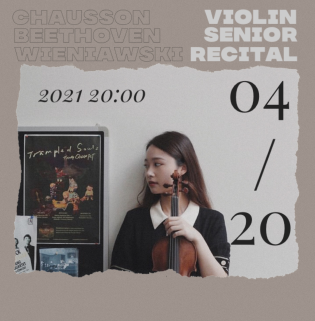 CHAUSSON
BEETHOVEN
WIENIAWSKI
VIOLIN
SENIOR
RECITAL
2021 20:00
04
/
20
Trampled Souls